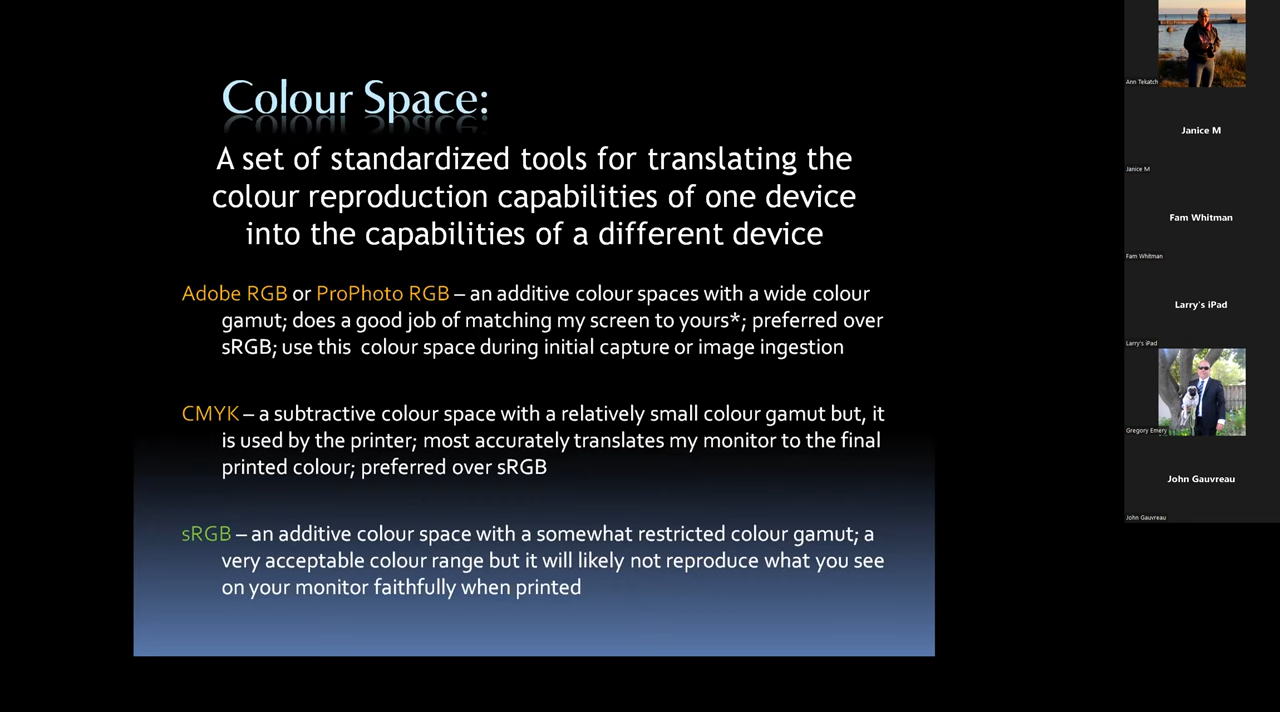 Colour Space:
A set of standardized tools for translating the
colour reproduction capabilities of one device
into the capabilities of a different device
Adobe RGB or ProPhoto RGB – an additive colour spaces with a wide colour
gamut; does a good job of matching my screen to yours*; preferred over
sRGB; use this colour space during initial capture or image ingestion
CMYK – a subtractive colour space with a relatively small colour gamut but, it
is used by the printer; most accurately translates my monitor to the final
printed colour; preferred over sRGB
sRGB – an additive colour space with a somewhat restricted colour gamut; a
very acceptable colour range but it will likely not reproduce what you see
on your monitor faithfully when printed
Ann Tekatch
Janice M
Janice M
Fam Whitman
Fam Whitman
Larry's iPad
Larry's iPad
Gregory Emery
John Gauvreau
John Gauvreau